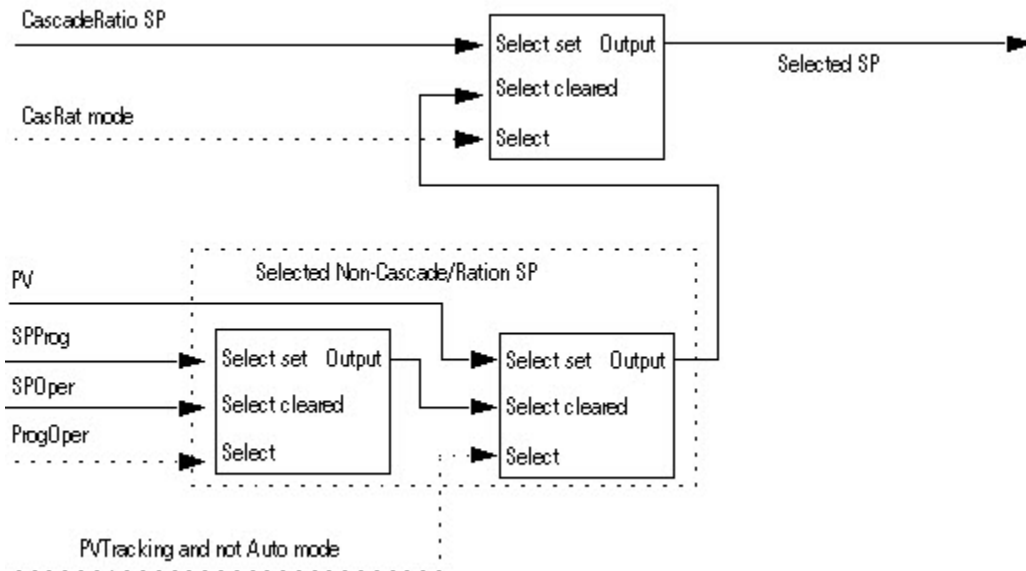 CascadeRatio SP
Select set Output
Selected SP
Select cleared
CasRat mode
Select
Selected Non-Cascade/Ration SP
PV
SPProg
Select set Output
Select set Output
SPOper
Select cleared
Select cleared
ProgOper
Select
Select
PVTracking and not Auto mode